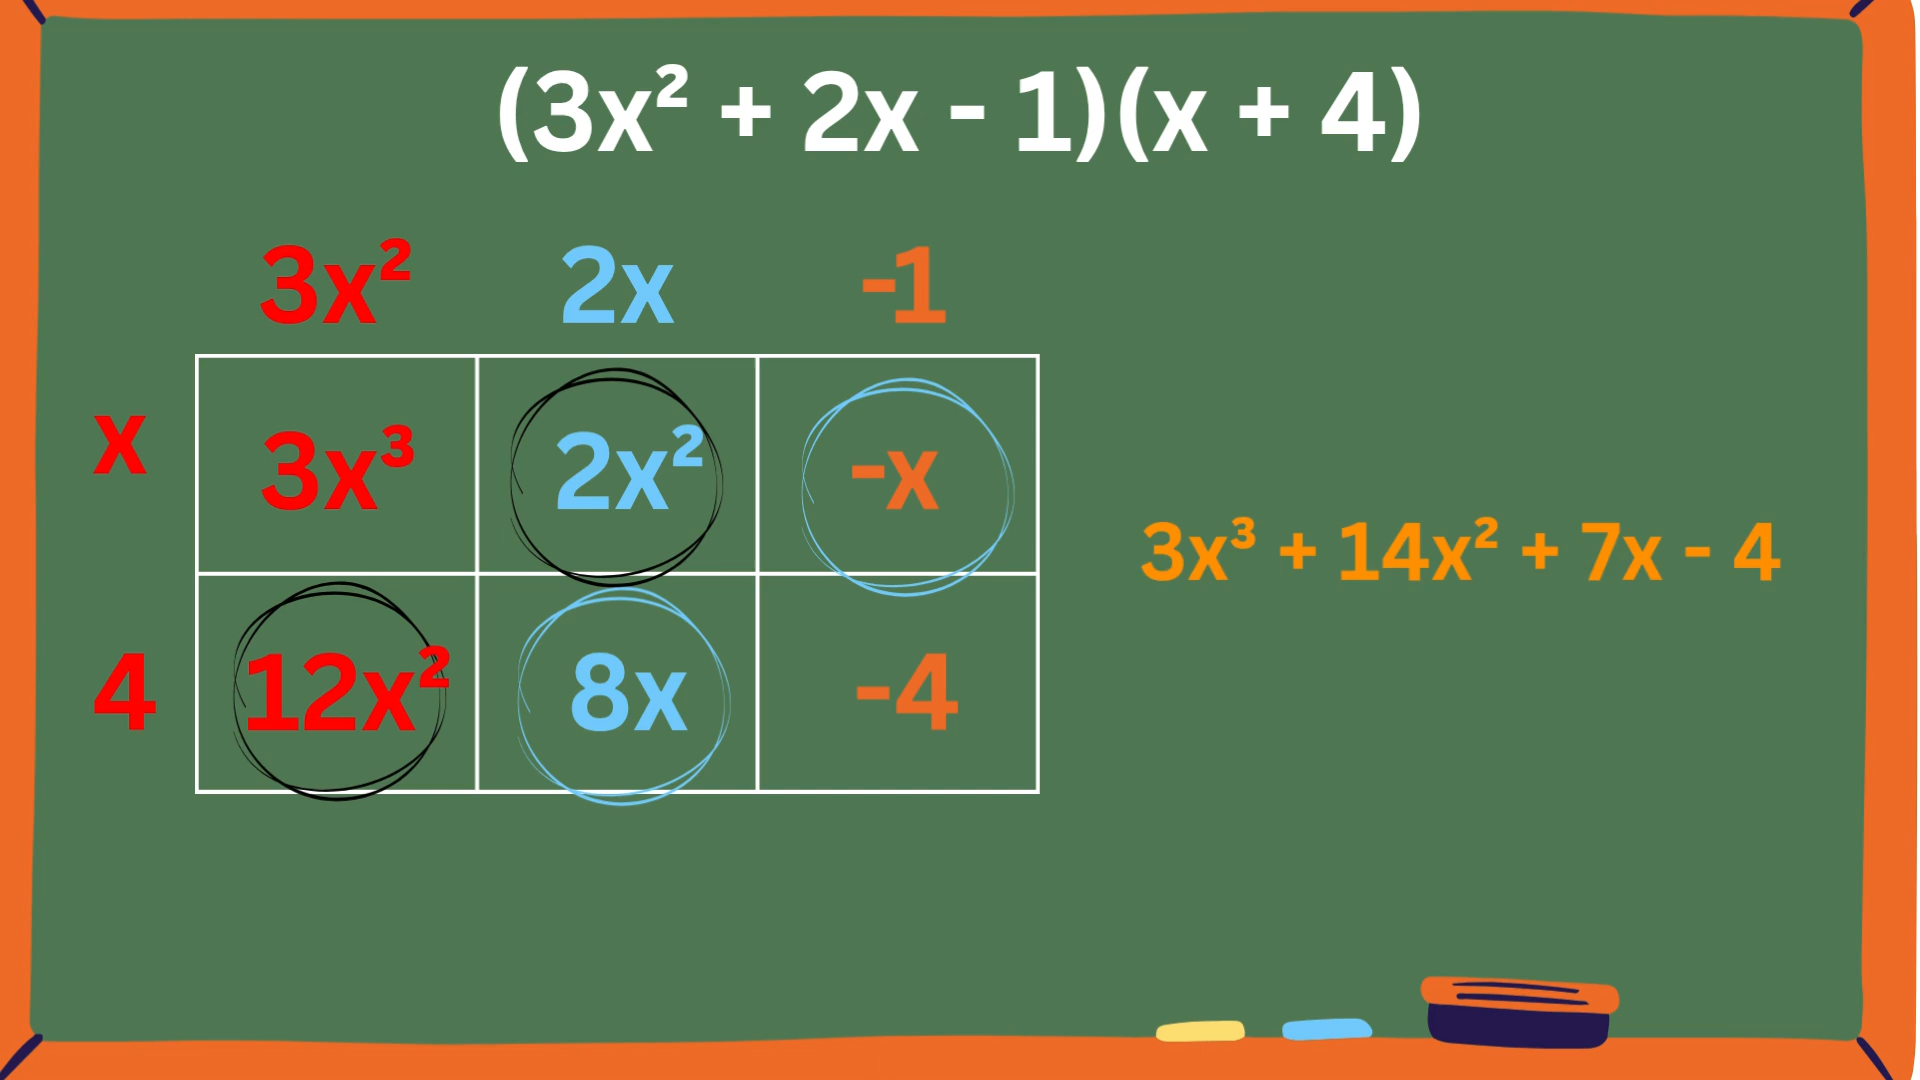 (3x² + 2x - 1)(x + 4)
3x² 2x -1
x 3x³ 2x² -x
3x³ + 14x² + 7x - 4
4 12x² 8x -4